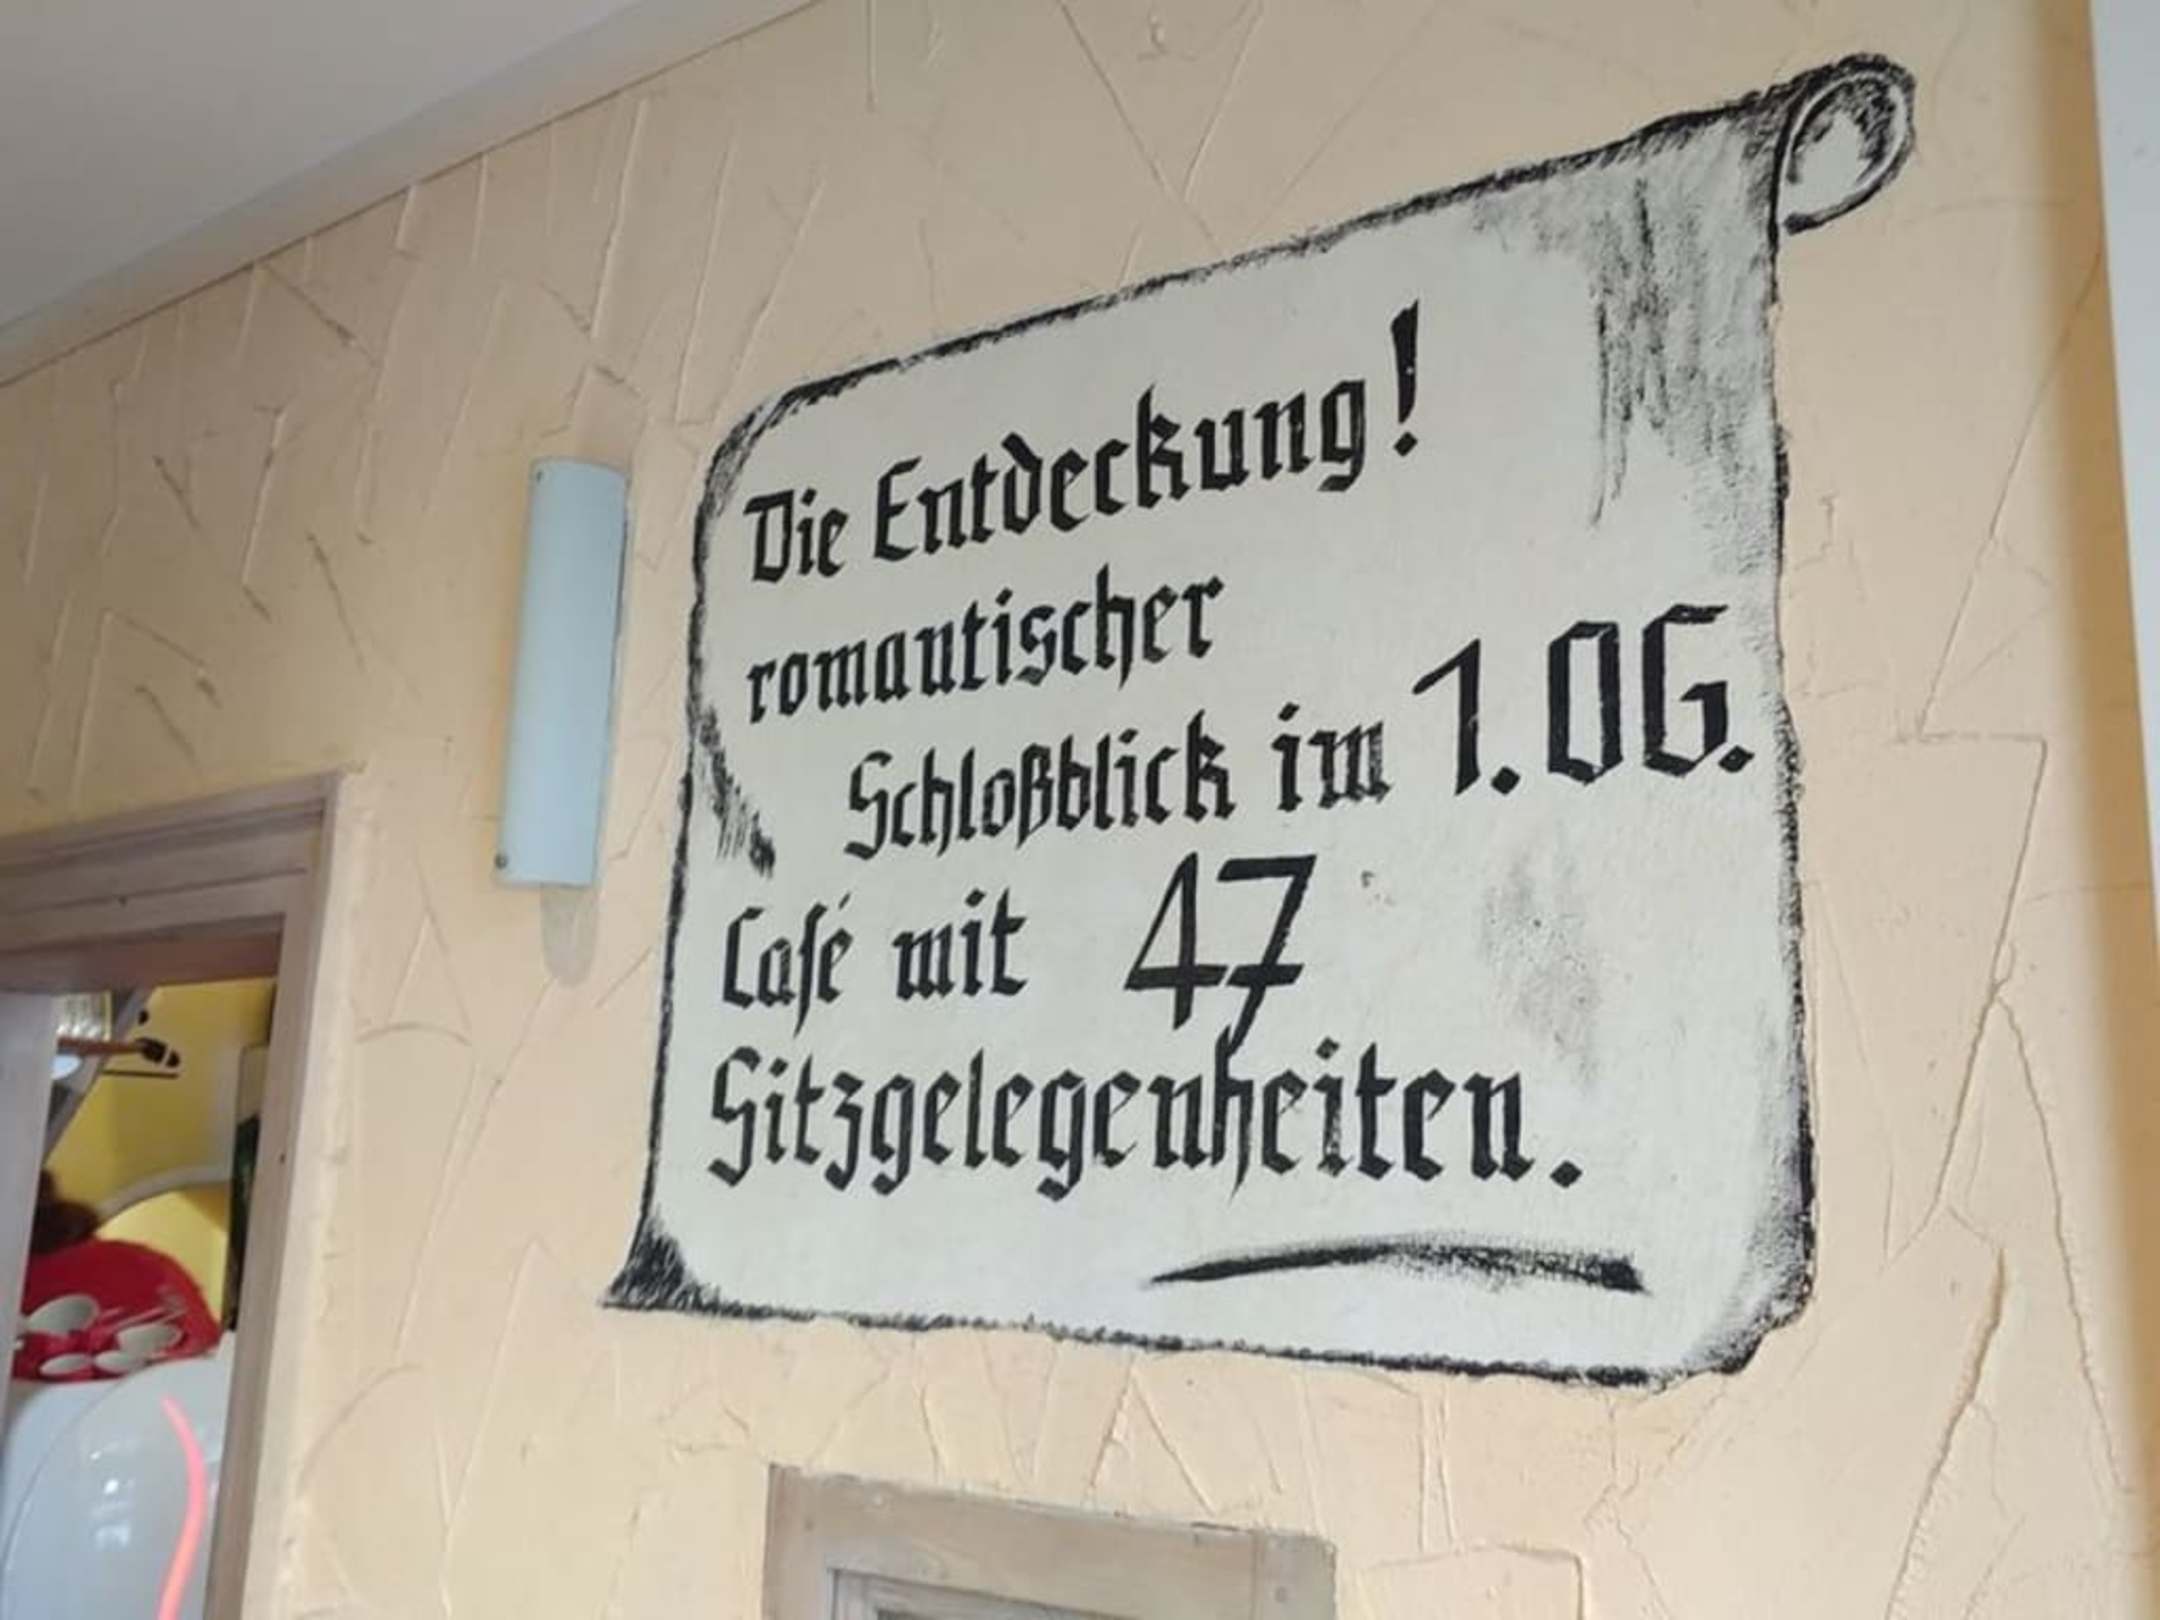 Die Entdeckung!
romantischer
Schloßblick im 1. OG.
Café mit 47
Sitzgelegenheiten.